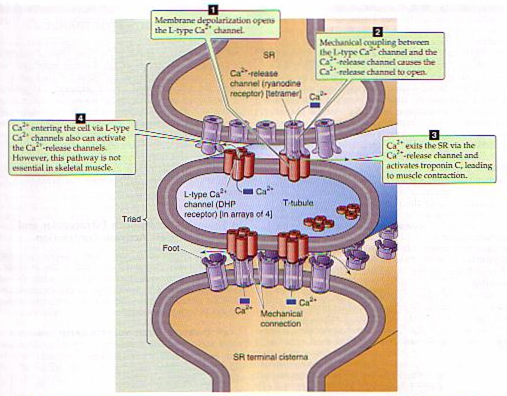 1
Membrane depolarization opens
the L-type Ca2+ channel.
2
Mechanical coupling between
the L-type Ca2+ channel and the
Ca2+-release channel causes the
Ca2+-release channel to open.
SR
Ca2+-release
channel (ryanodine
receptor) [tetramer]
Ca2+
4
Ca2+ entering the cell via L-type
Ca2+ channels also can activate
the Ca2+-release channels.
However, this pathway is not
essential in skeletal muscle.
3
Ca2+ exits the SR via the
Ca2+-release channel and
activates troponin C, leading
to muscle contraction.
L-type Ca2+
channel (DHP
receptor) [in arrays of 4]
Ca2+
T-tubule
Triad
Foot
Ca2+
Ca2+
Mechanical
connection
SR terminal cisterna